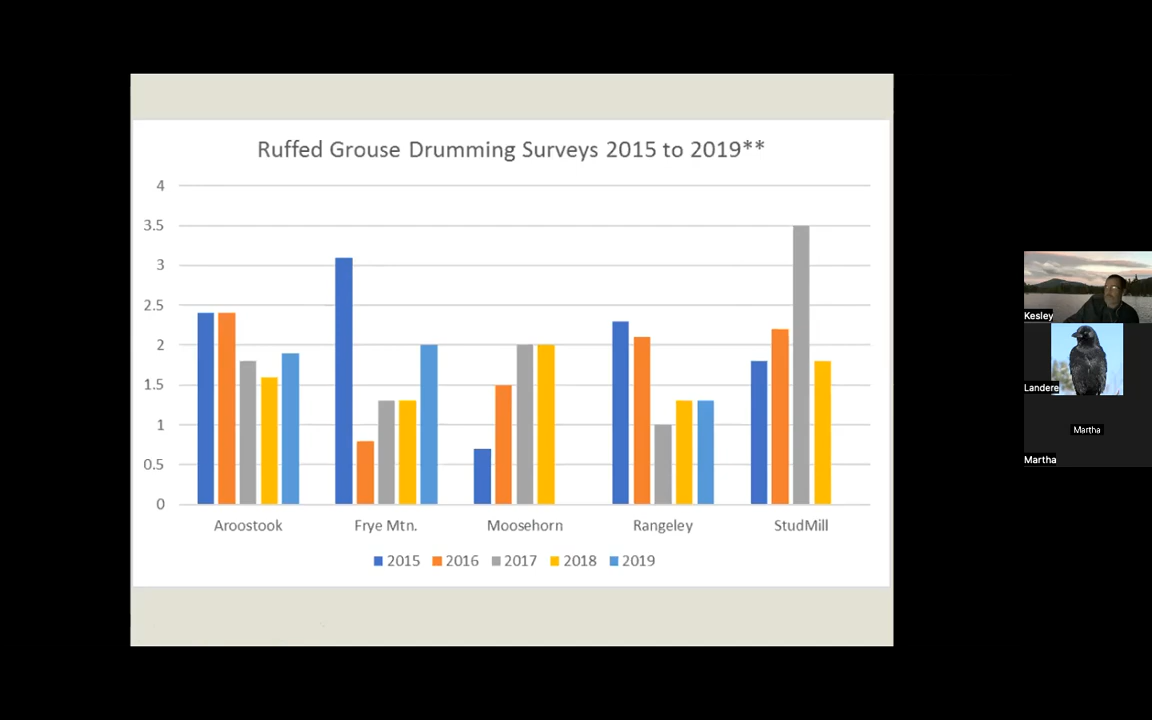 Ruffed Grouse Drumming Surveys 2015 to 2019**
4
3.5
3
2.5
2
1.5
1
0.5
0
Aroostook Frye Mtn. Moosehorn Rangeley StudMill
2015 2016 2017 2018 2019
Kesley
Landere
Martha
Martha